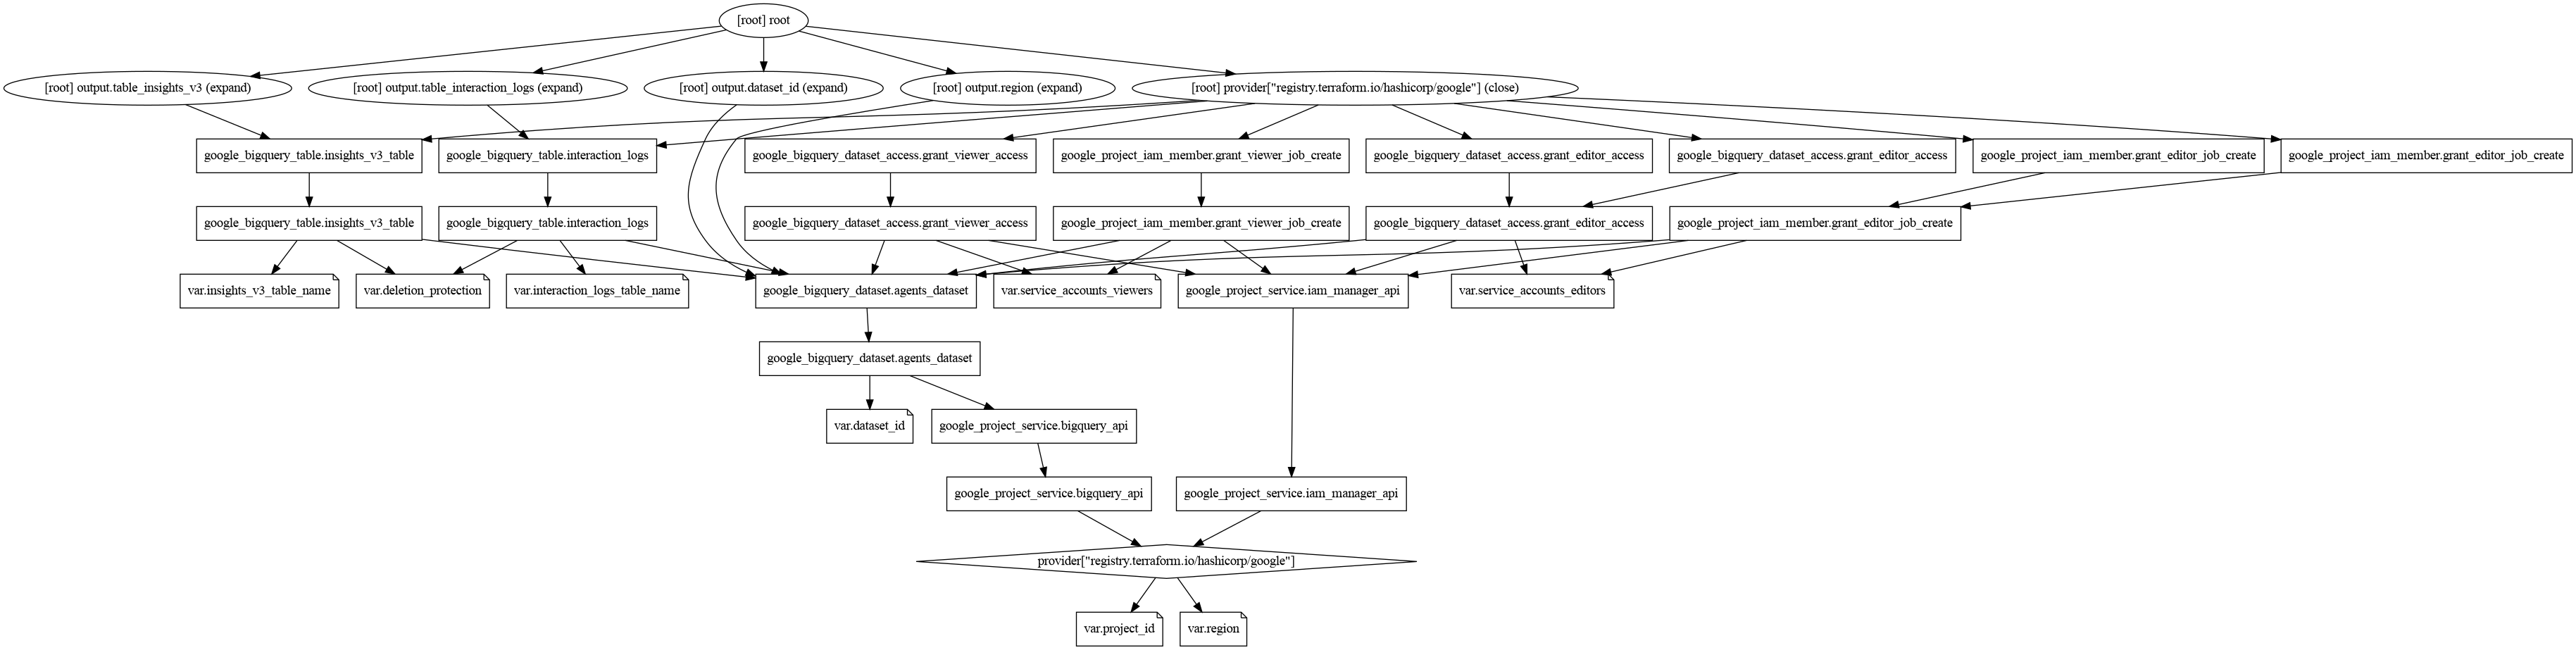 [root] root
[root] output.table_insights_v3 (expand)
[root] output.table_interaction_logs (expand)
[root] output.dataset_id (expand)
[root] output.region (expand)
[root] provider["registry.terraform.io/hashicorp/google"] (close)
google_bigquery_table.insights_v3_table
google_bigquery_table.interaction_logs
google_bigquery_dataset_access.grant_viewer_access
google_project_iam_member.grant_viewer_job_create
google_bigquery_dataset_access.grant_editor_access
google_bigquery_dataset_access.grant_editor_access
google_project_iam_member.grant_editor_job_create
google_project_iam_member.grant_editor_job_create
google_bigquery_table.insights_v3_table
google_bigquery_table.interaction_logs
google_bigquery_dataset_access.grant_viewer_access
google_project_iam_member.grant_viewer_job_create
google_bigquery_dataset_access.grant_editor_access
google_project_iam_member.grant_editor_job_create
var.insights_v3_table_name
var.deletion_protection
var.interaction_logs_table_name
google_bigquery_dataset.agents_dataset
var.service_accounts_viewers
google_project_service.iam_manager_api
var.service_accounts_editors
google_bigquery_dataset.agents_dataset
var.dataset_id
google_project_service.bigquery_api
google_project_service.bigquery_api
google_project_service.iam_manager_api
provider["registry.terraform.io/hashicorp/google"]
var.project_id
var.region